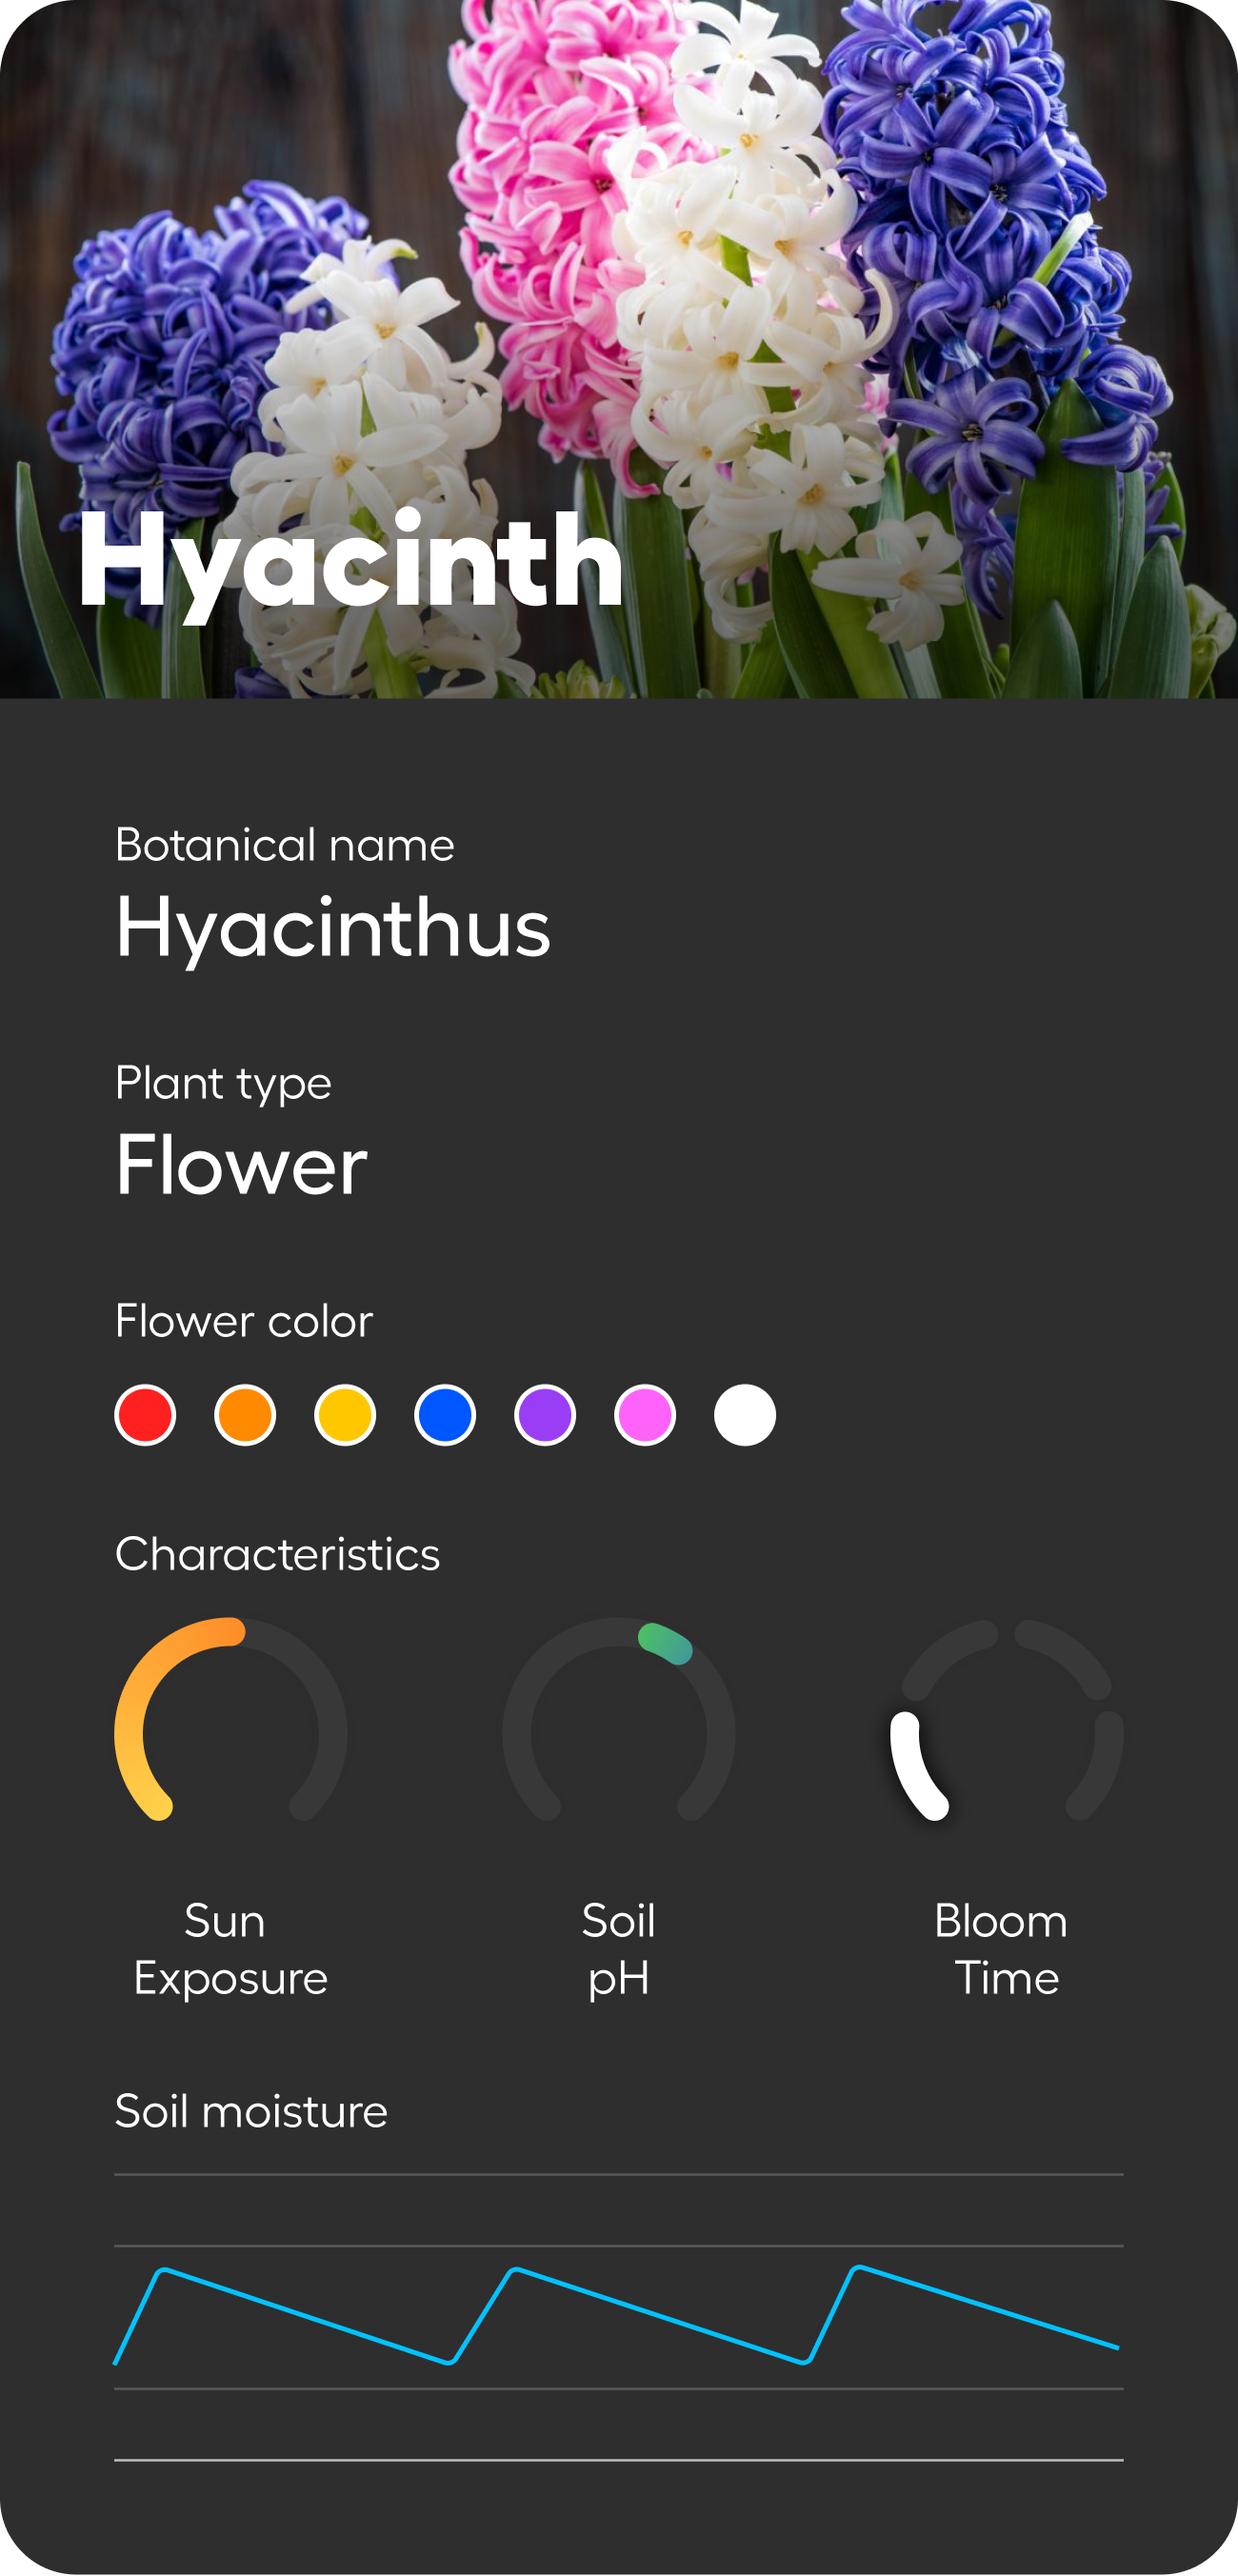 Hyacinth
Botanical name
Hyacinthus
Plant type
Flower
Flower color
Characteristics
Sun
Exposure
Soil
pH
Bloom
Time
Soil moisture